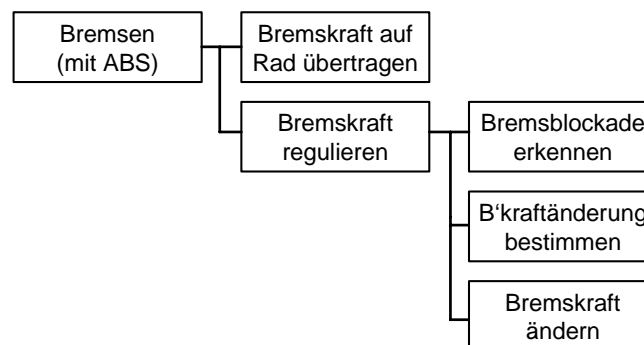 Bremsen
(mit ABS)
Bremskraft auf
Rad übertragen
Bremskraft
regulieren
Bremsblockade
erkennen
B‘kraftänderung
bestimmen
Bremskraft
ändern